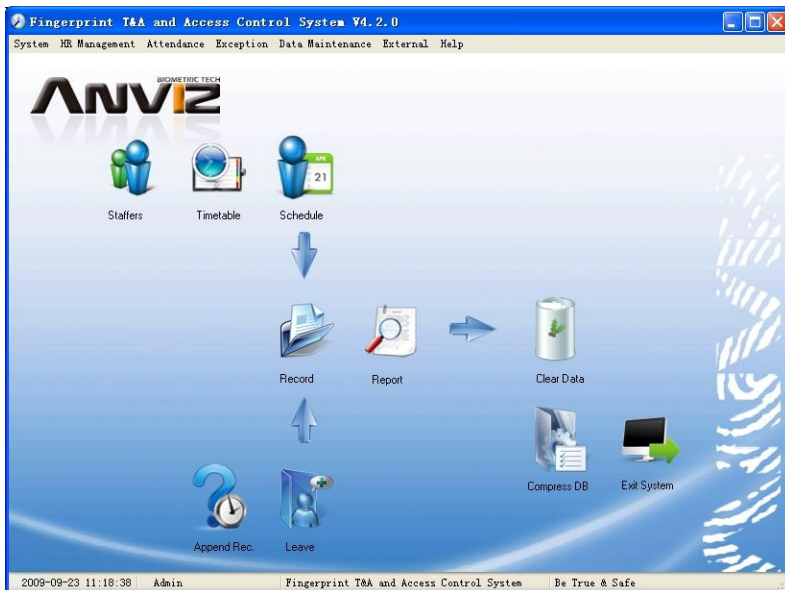 Fingerprint T&A and Access Control System V4.2.0
System HR Management Attendance Exception Data Maintenance External Help
BIOMETRIC TECH
ANVIZ
Staffers Timetable Schedule
APR
21
Record Report Clear Data
Compress DB Exit System
Append Rec. Leave
2009-09-23 11:18:38 Admin Fingerprint T&A and Access Control System Be True & Safe